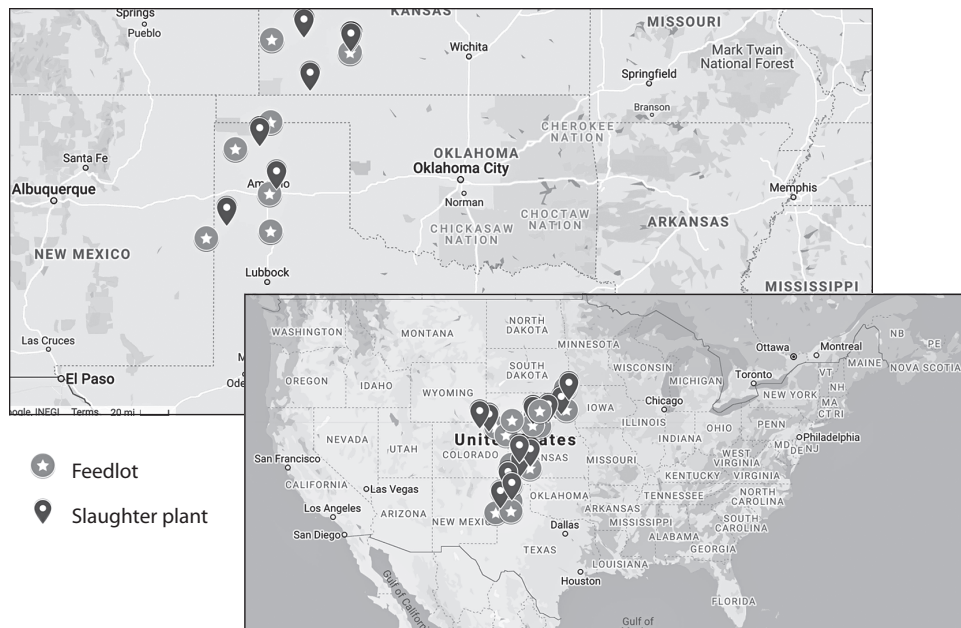 Springs
Pueblo
KANSAS
MISSOURI
Wichita
Mark Twain
National Forest
Springfield
Branson
CHEROKEE
NATION
Santa Fe
OKLAHOMA
Albuquerque
Oklahoma City
Memphis
Norman
CHOCTAW
NATION
ARKANSAS
CHICKASAW
NATION
NEW MEXICO
Lubbock
MISSISSIPPI
Las Cruces
El Paso
INEGI Terms 20 mi
WASHINGTON
NORTH
DAKOTA
MONTANA
MINNESOTA
Ottawa
Montreal
NB
PE
MAINE
NOVA SCOTIA
SOUTH
DAKOTA
WISCONSIN
VT
OREGON
IDAHO
MICHIGAN
Toronto
NH
WYOMING
NEW YORK
MA
CT RI
Chicago
IOWA
ILLINOIS
OHIO
PENN
NEVADA
UTAH
INDIANA
MD
DE
NJ
Philadelphia
COLORADO
San Francisco
MISSOURI
WEST
VIRGINIA
KENTUCKY
VIRGINIA
CALIFORNIA
Las Vegas
OKLAHOMA
TENNESSEE
NORTH
CAROLINA
Los Angeles
ARIZONA
ARKANSAS
MISSISSIPPI
SOUTH
CAROLINA
San Diego
Dallas
ALABAMA
GEORGIA
TEXAS
LOUISIANA
Houston
FLORIDA
Gulf of
Feedlot
Slaughter plant